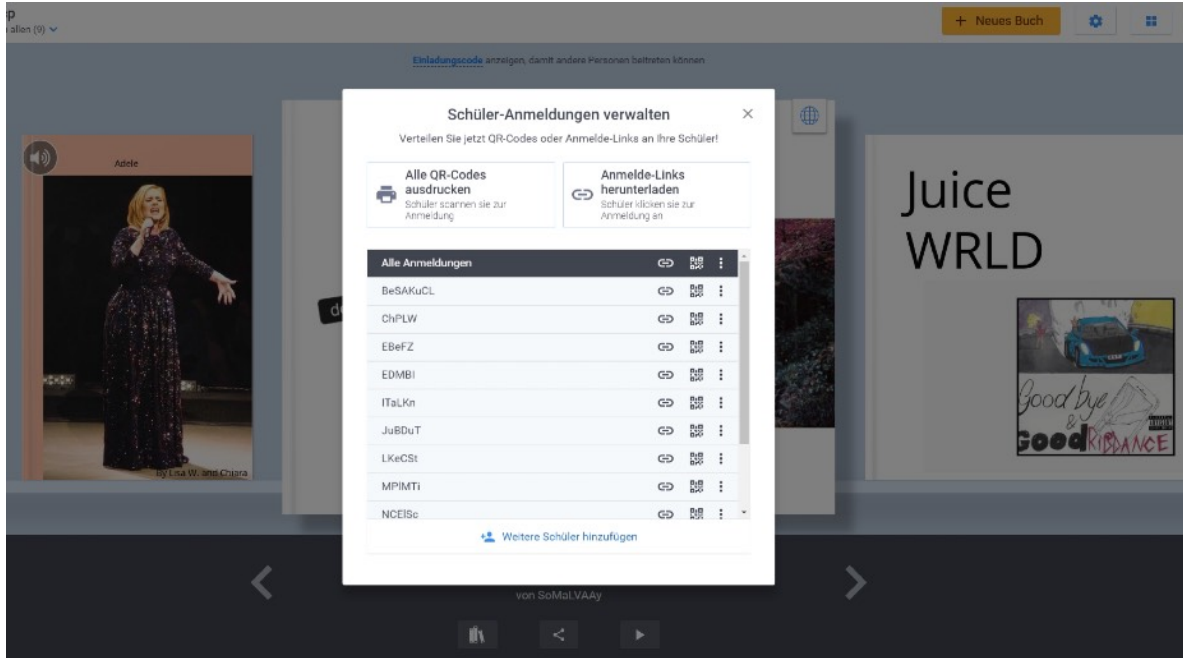 allen (9)
+ Neues Buch
Einladungscode anzeigen, damit andere Personen beitreten können
Schüler-Anmeldungen verwalten
Verteilen Sie jetzt QR-Codes oder Anmelde-Links an Ihre Schüler!
Alle QR-Codes
ausdrucken
Schüler scannen sie zur
Anmeldung
Anmelde-Links
herunterladen
Schüler klicken sie zur
Anmeldung an
Alle Anmeldungen
BeSAKuCL
ChPLW
EBeFZ
EDMBI
ITaLKn
JuBDuT
LKeCSt
MPIMTi
NCElSc
Weitere Schüler hinzufügen
Adele
By Lisa W. and Chiara
Juice
WRLD
Good bye
&
Good RIDDANCE
von SoMaLVAAy